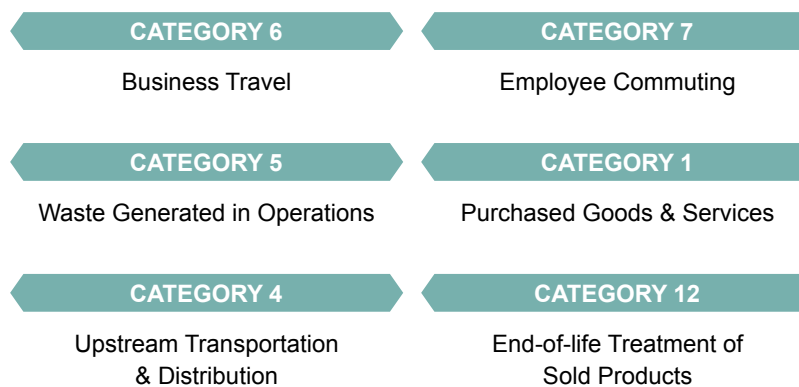 CATEGORY 6
Business Travel
CATEGORY 7
Employee Commuting
CATEGORY 5
Waste Generated in Operations
CATEGORY 1
Purchased Goods & Services
CATEGORY 4
Upstream Transportation
& Distribution
CATEGORY 12
End-of-life Treatment of
Sold Products